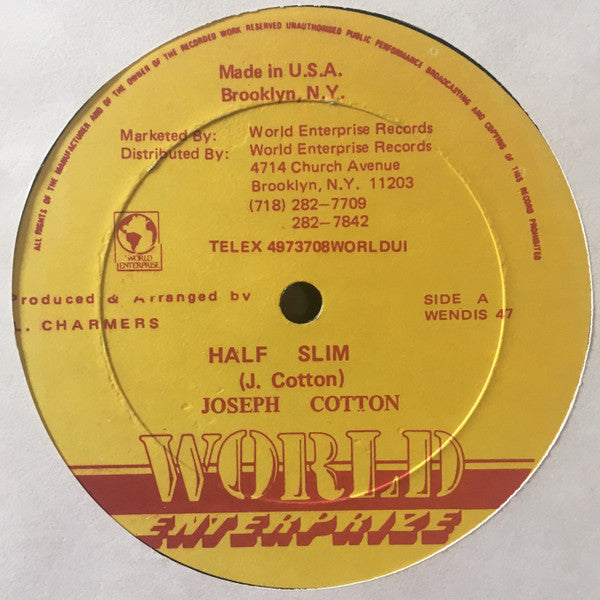 ALL RIGHTS OF THE MANUFACTURER AND OF THE OWNER OF THE RECORDED WORK RESERVED UNAUTHORISED PUBLIC PERFORMANCE BROADCASTING AND COPYING OF THIS RECORD PROHIBITED
Made in U.S.A.
Brooklyn, N.Y.
Marketed By: World Enterprise Records
Distributed By: World Enterprise Records
4714 Church Avenue
Brooklyn, N.Y. 11203
(718) 282-7709
282-7842
WORLD
ENTERPRISE
TELEX 4973708WORLDUI
Produced & Arranged by
L. CHARMERS
SIDE A
WENDIS 47
HALF SLIM
(J. Cotton)
JOSEPH COTTON
WORLD
ENTERPRIZE